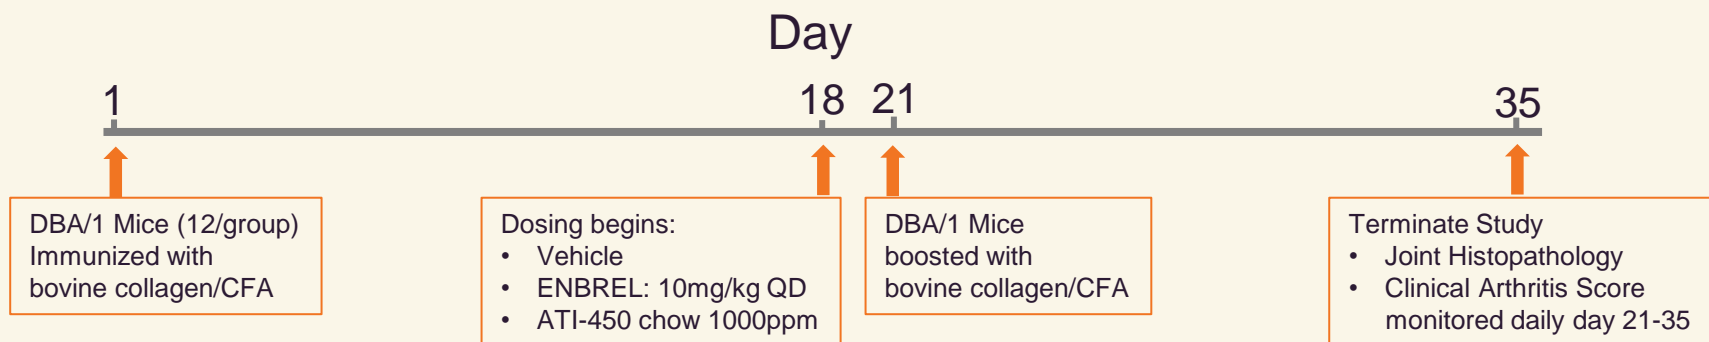 Day
1
18
21
35
DBA/1 Mice (12/group)
Immunized with
bovine collagen/CFA
Dosing begins:
• Vehicle
• ENBREL: 10mg/kg QD
• ATI-450 chow 1000ppm
DBA/1 Mice
boosted with
bovine collagen/CFA
Terminate Study
• Joint Histopathology
• Clinical Arthritis Score
monitored daily day 21-35